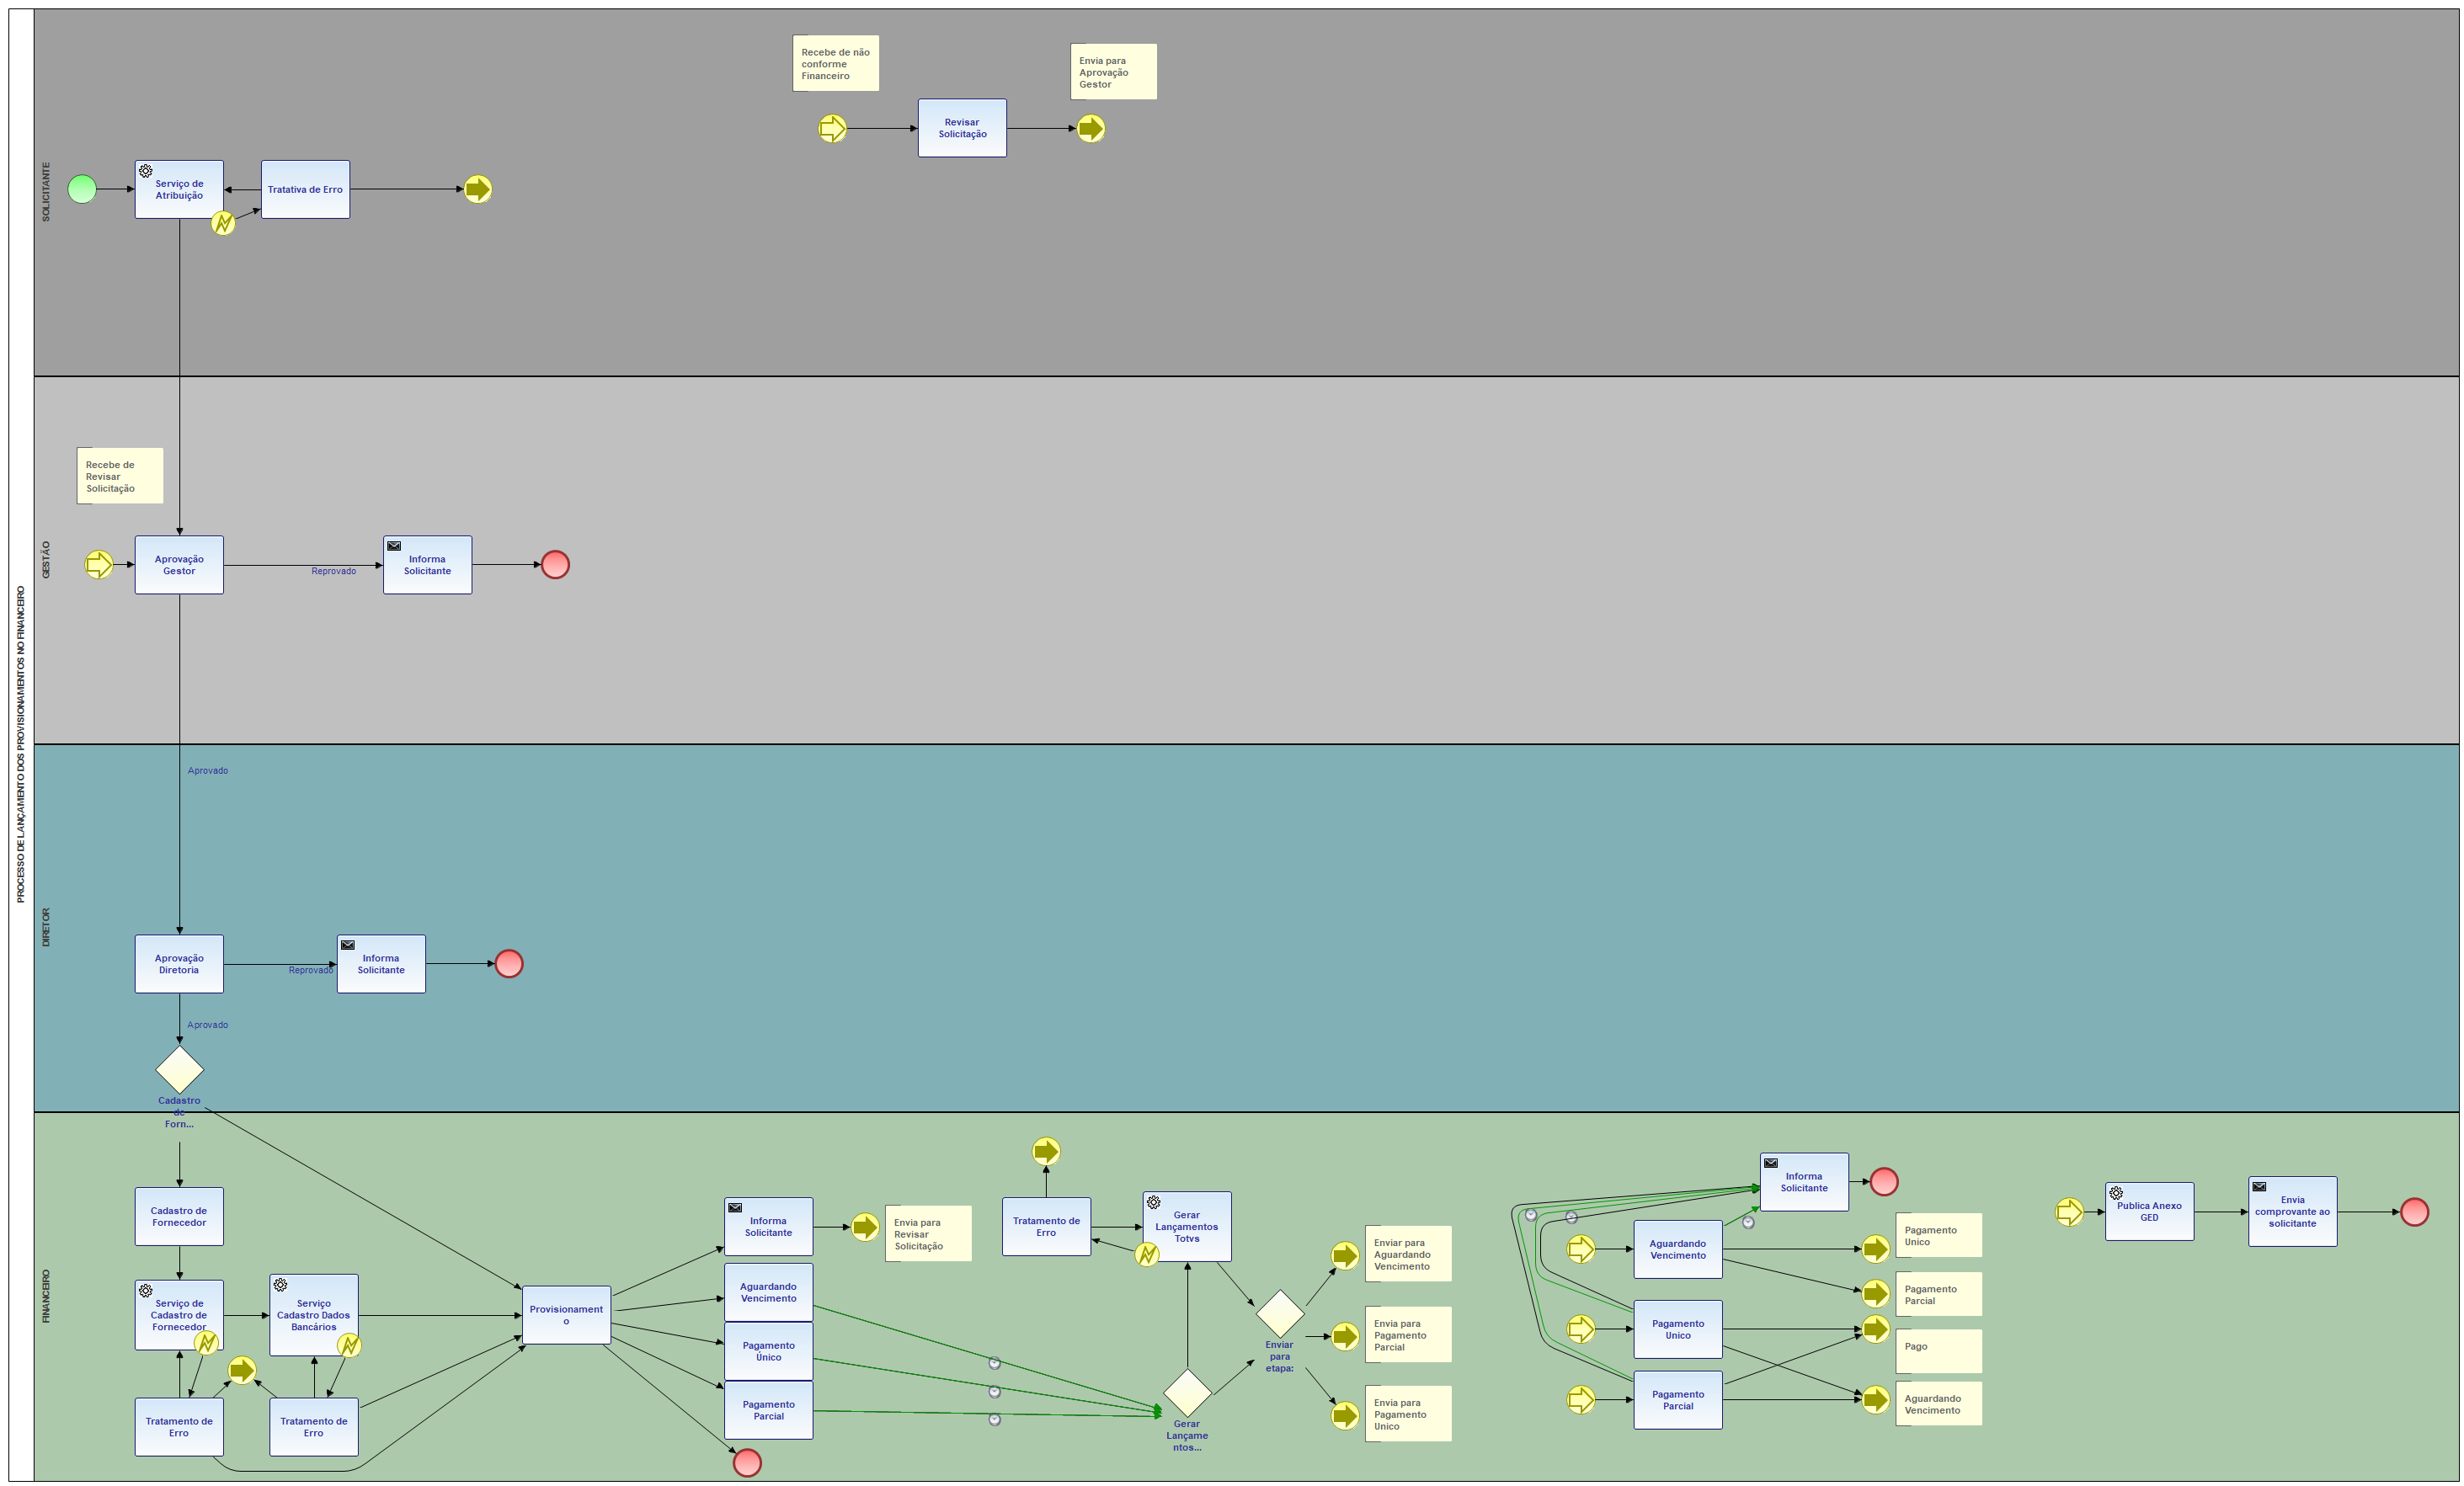 PROCESSO DE LANÇAMENTO DOS PROVISIONAMENTOS NO FINANCEIRO
SOLICITANTE
Recebe de não
conforme
Financeiro
Envia para
Aprovação
Gestor
Revisar
Solicitação
Serviço de
Atribuição
Tratativa de Erro
GESTÃO
Recebe de
Revisar
Solicitação
Aprovação
Gestor
Reprovado
Informa
Solicitante
DIRETOR
Aprovado
Aprovação
Diretoria
Reprovado
Informa
Solicitante
Aprovado
Cadastro
de
Forn...
FINANCEIRO
Cadastro de
Fornecedor
Serviço de
Cadastro de
Fornecedor
Serviço
Cadastro Dados
Bancários
Tratamento de
Erro
Tratamento de
Erro
Provisionament
o
Informa
Solicitante
Envia para
Revisar
Solicitação
Aguardando
Vencimento
Pagamento
Único
Pagamento
Parcial
Tratamento de
Erro
Gerar
Lançamentos
Totvs
Gerar
Lançame
ntos...
Enviar
para
etapa:
Enviar para
Aguardando
Vencimento
Envia para
Pagamento
Parcial
Envia para
Pagamento
Unico
Informa
Solicitante
Aguardando
Vencimento
Pagamento
Unico
Pagamento
Parcial
Pagamento
Unico
Pagamento
Parcial
Pago
Aguardando
Vencimento
Publica Anexo
GED
Envia
comprovante ao
solicitante